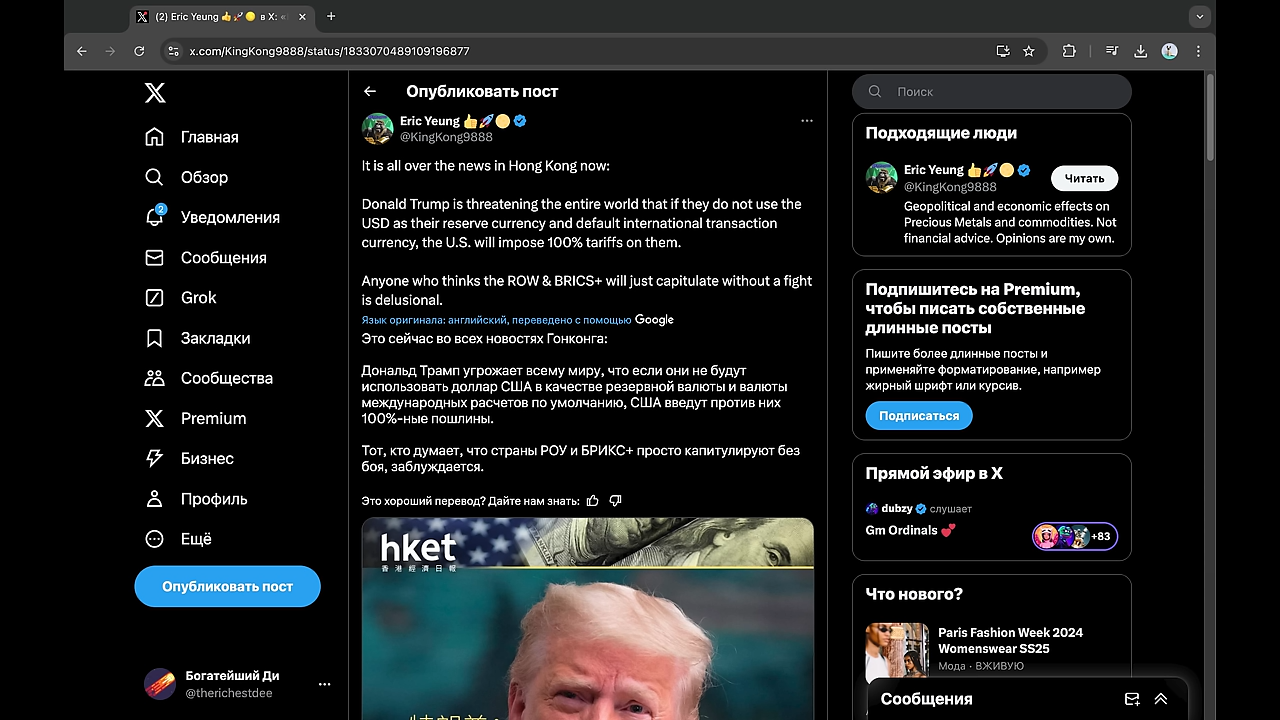 (2) Eric Yeung 👍🚀🟡 в X: «
x.com/KingKong9888/status/1833070489109196877
Главная
Обзор
2
Уведомления
Сообщения
Grok
Закладки
Сообщества
Premium
Бизнес
Профиль
Ещё
Опубликовать пост
Богатейший Ди
@therichestdee
Опубликовать пост
Eric Yeung 👍🚀🟡
@KingKong9888
It is all over the news in Hong Kong now:
Donald Trump is threatening the entire world that if they do not use the
USD as their reserve currency and default international transaction
currency, the U.S. will impose 100% tariffs on them.
Anyone who thinks the ROW & BRICS+ will just capitulate without a fight
is delusional.
Язык оригинала: английский, переведено с помощью Google
Это сейчас во всех новостях Гонконга:
Дональд Трамп угрожает всему миру, что если они не будут
использовать доллар США в качестве резервной валюты и валюты
международных расчетов по умолчанию, США введут против них
100%-ные пошлины.
Тот, кто думает, что страны РОУ и БРИКС+ просто капитулируют без
боя, заблуждается.
Это хороший перевод? Дайте нам знать:
hket
香港經濟日報
Поиск
Подходящие люди
Eric Yeung 👍🚀🟡
@KingKong9888
Читать
Geopolitical and economic effects on
Precious Metals and commodities. Not
financial advice. Opinions are my own.
Подпишитесь на Premium,
чтобы писать собственные
длинные посты
Пишите более длинные посты и
применяйте форматирование, например
жирный шрифт или курсив.
Подписаться
Прямой эфир в X
dubzy слушает
Gm Ordinals 💕
+83
Что нового?
Paris Fashion Week 2024
Womenswear SS25
Мода · ВЖИВУЮ
Сообщения